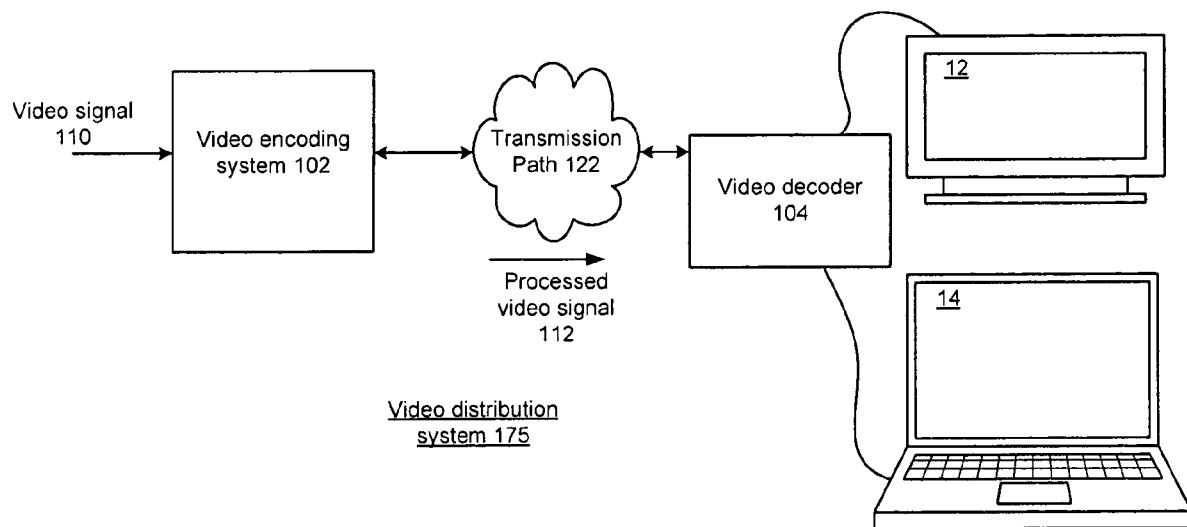 Video signal
110
Video encoding
system 102
Transmission
Path 122
Processed
video signal
112
Video decoder
104
12
14
Video distribution
system 175